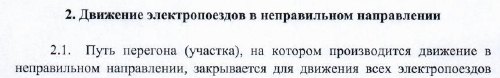 2. Движение электропоездов в неправильном направлении
2.1. Путь перегона (участка), на котором производится движение в
неправильном направлении, закрывается для движения всех электропоездов